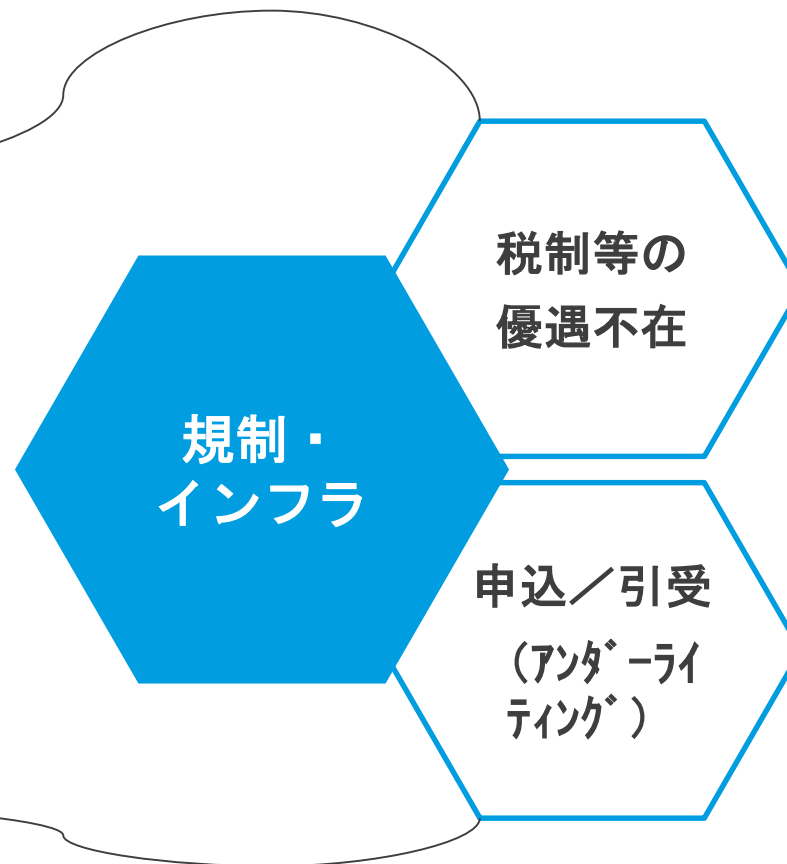 税制等の
優遇不在
規制・
インフラ
申込／引受
（ｱﾝﾀﾞｰﾗｲ
ﾃｨﾝｸﾞ）